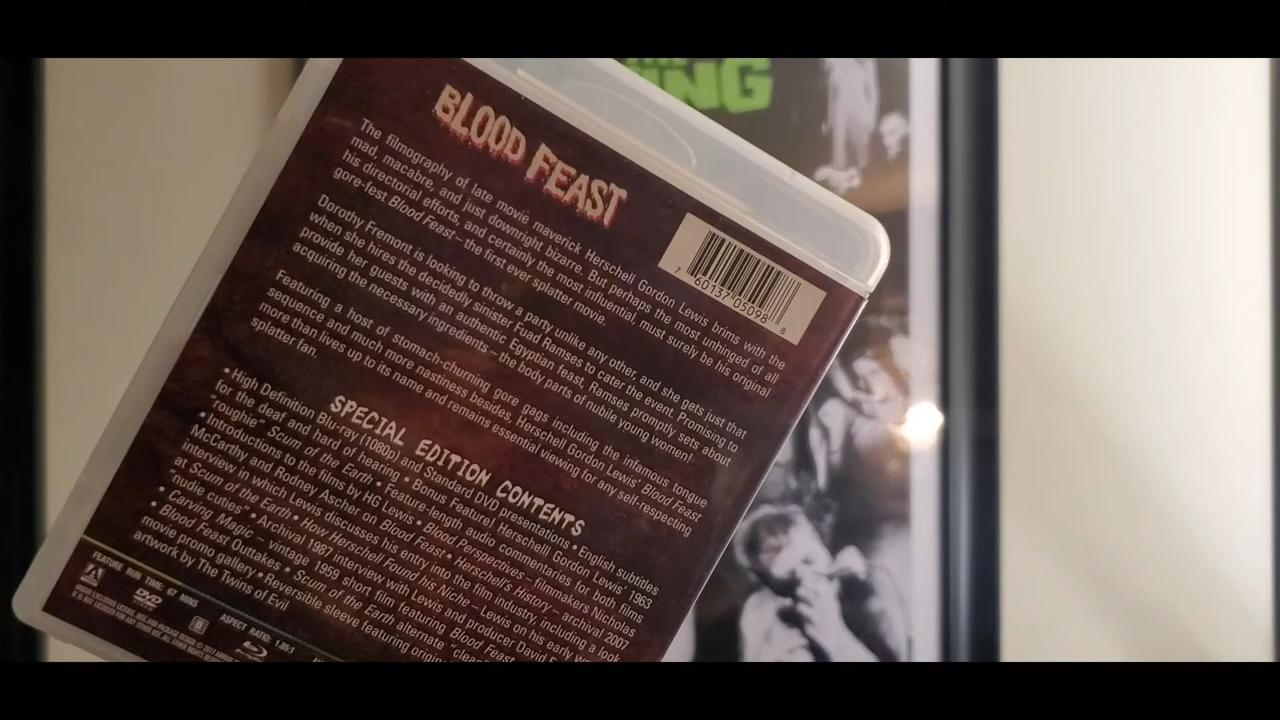 THE
ING
BLOOD FEAST
The filmography of late movie maverick Herschell Gordon Lewis brims with the
mad, macabre, and just downright bizarre. But perhaps the most unhinged of all
his directorial efforts, and certainly the most influential, must surely be his original
gore-fest Blood Feast – the first ever splatter movie.
Dorothy Fremont is looking to throw a party unlike any other, and she gets just that
when she hires the decidedly sinister Fuad Ramses to cater the event. Promising to
provide her guests with an authentic Egyptian feast, Ramses promptly sets about
acquiring the necessary ingredients – the body parts of nubile young women!
Featuring a host of stomach-churning gore gags including the infamous tongue
sequence and much more nastiness besides, Herschell Gordon Lewis' Blood Feast
more than lives up to its name and remains essential viewing for any self-respecting
splatter fan.
7 60137 05098 8
SPECIAL EDITION CONTENTS
• High Definition Blu-ray (1080p) and Standard DVD presentations • English subtitles
for the deaf and hard of hearing • Bonus Feature! Herschell Gordon Lewis' 1963
"roughie" Scum of the Earth • Feature-length audio commentaries for both films
• Introductions to the films by HG Lewis • Blood Perspectives – filmmakers Nicholas
McCarthy and Rodney Ascher on Blood Feast • Herschell's History – archival 2007
interview in which Lewis discusses his entry into the film industry, including a look
at Scum of the Earth • How Herschell Found his Niche – Lewis on his early
"nudie cuties" • Archival 1987 interview with Lewis and producer David F.
• Carving Magic – vintage 1959 short film featuring Blood Feast
• Blood Feast Outtakes • Scum of the Earth alternate "clean
movie promo gallery • Reversible sleeve featuring origin
artwork by The Twins of Evil
FEATURE RUN TIME: 67 MINS
ASPECT RATIO: 1.85:1
DVD